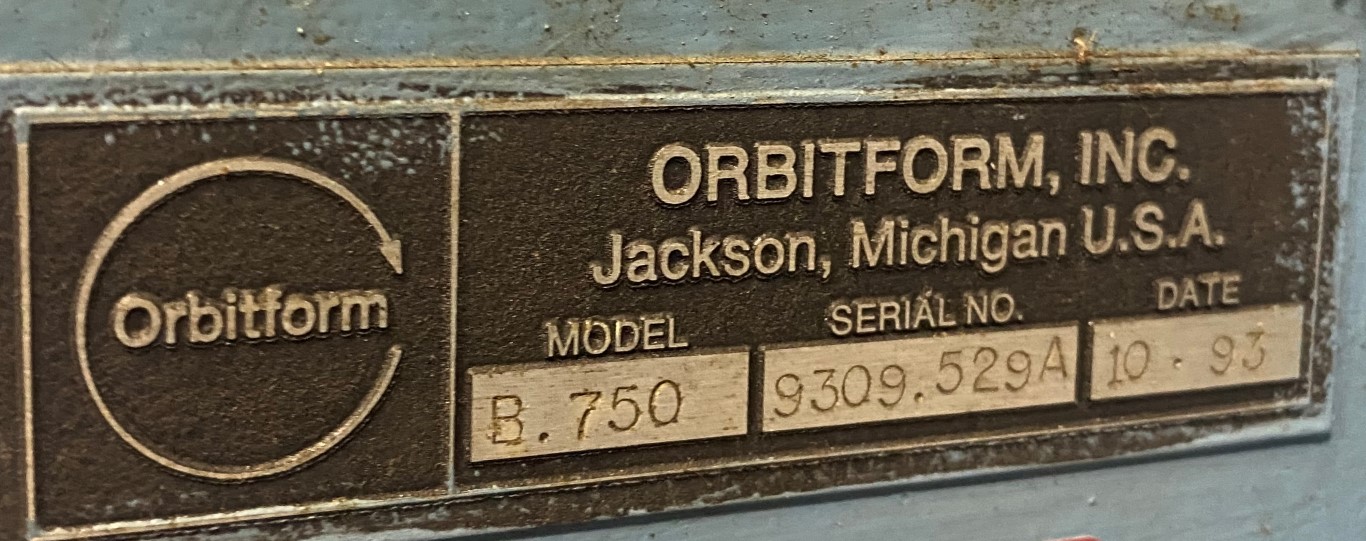 Orbitform
ORBITFORM, INC.
Jackson, Michigan U.S.A.
MODEL SERIAL NO. DATE
B.750 9309.529A 10.93